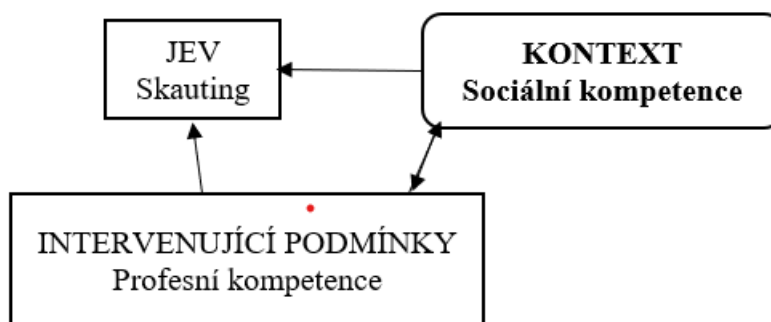 JEV
Skauting
KONTEXT
Sociální kompetence
INTERVENUJÍCÍ PODMÍNKY
Profesní kompetence